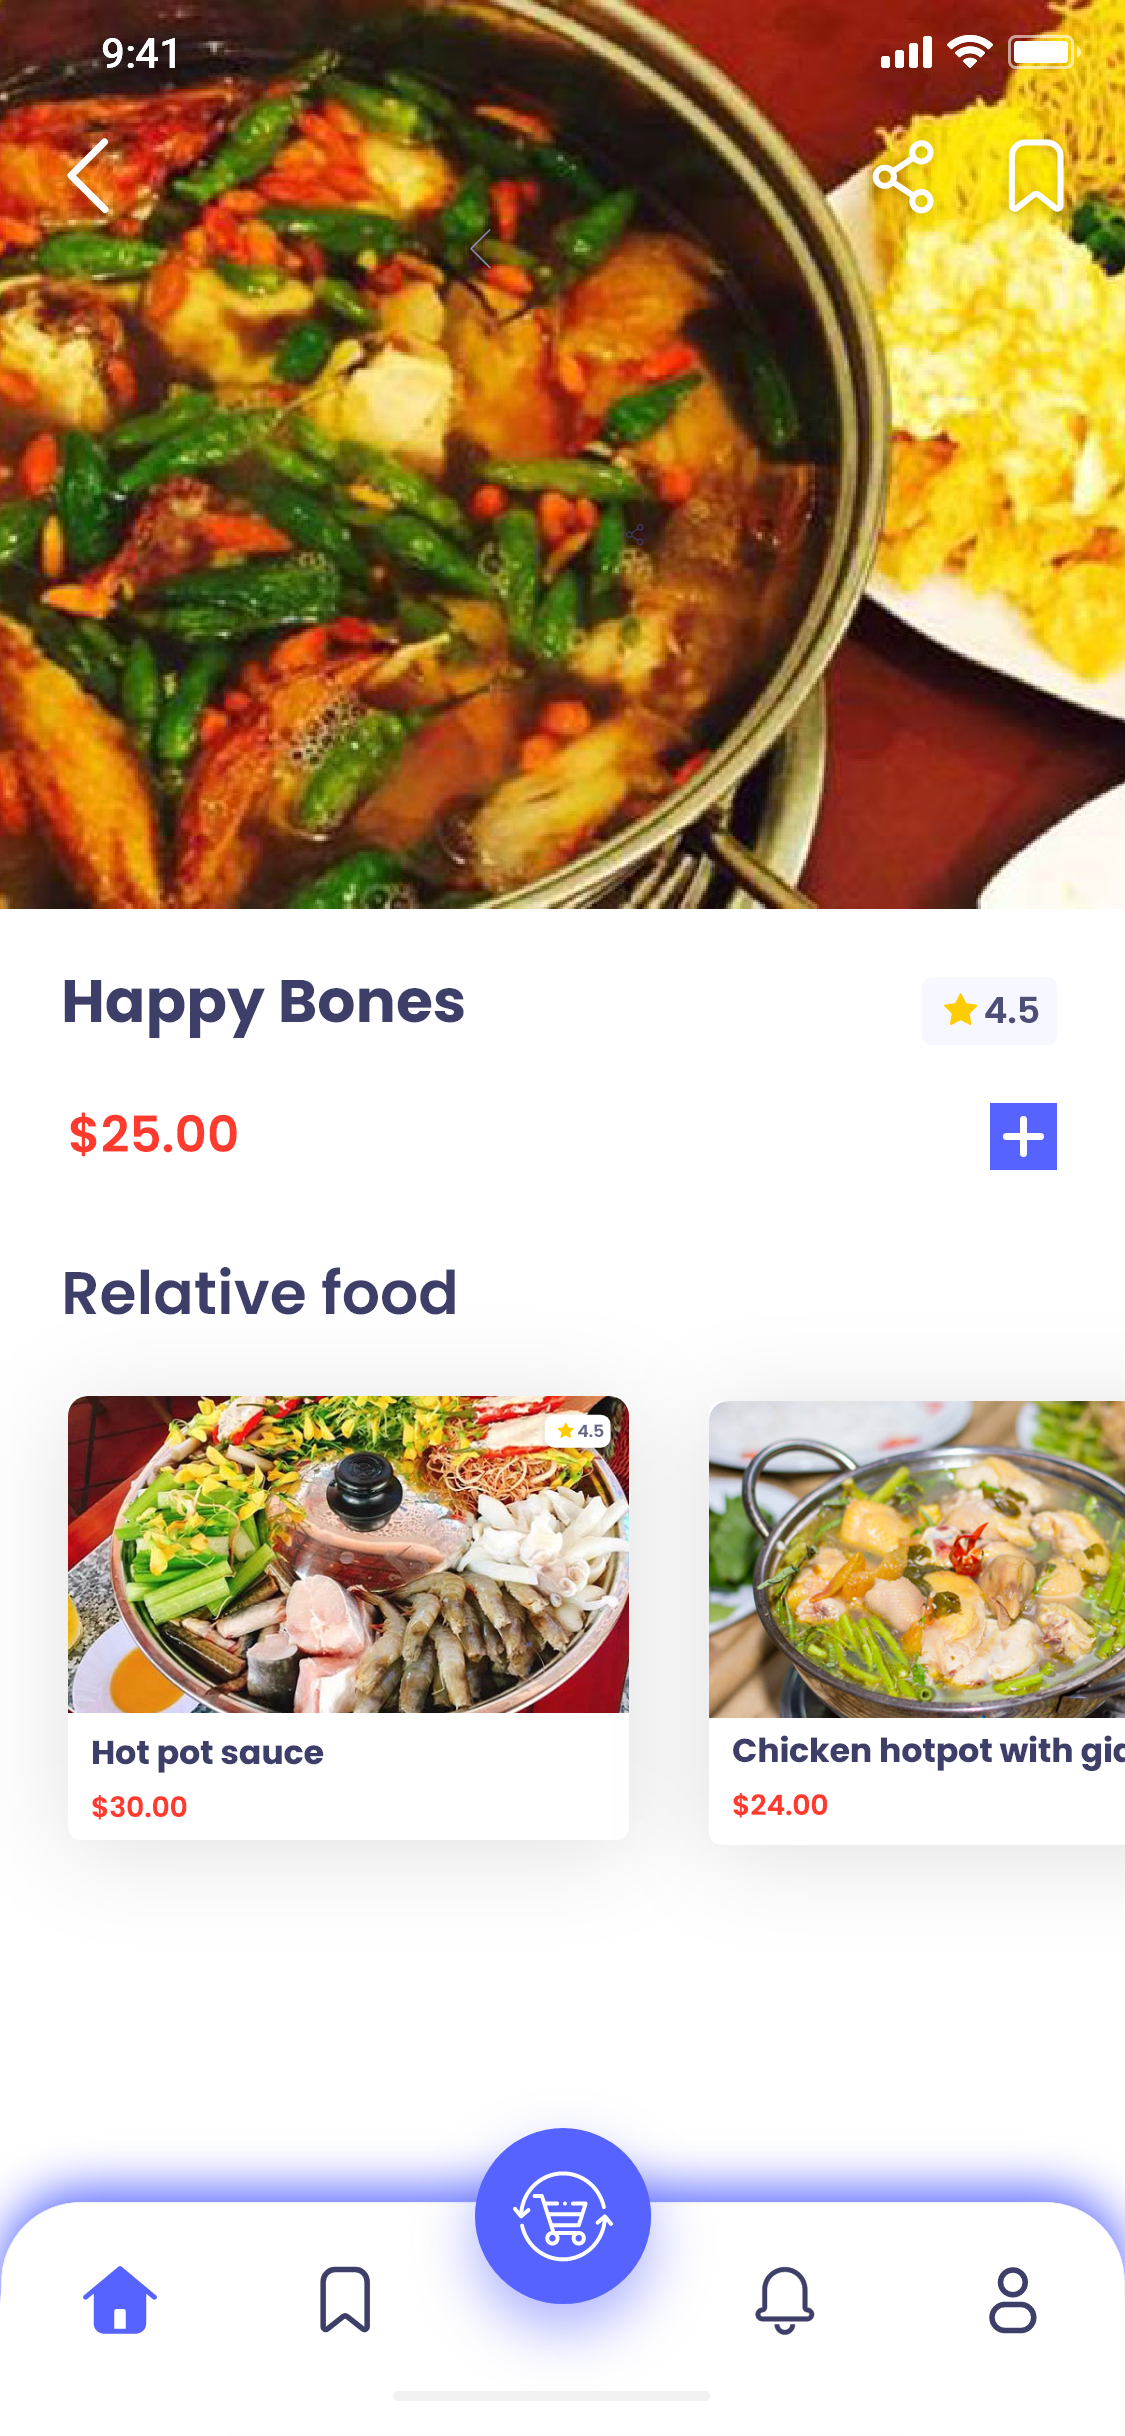 9:41
Happy Bones
4.5
$25.00
Relative food
4.5
Hot pot sauce
$30.00
Chicken hotpot with
$24.00